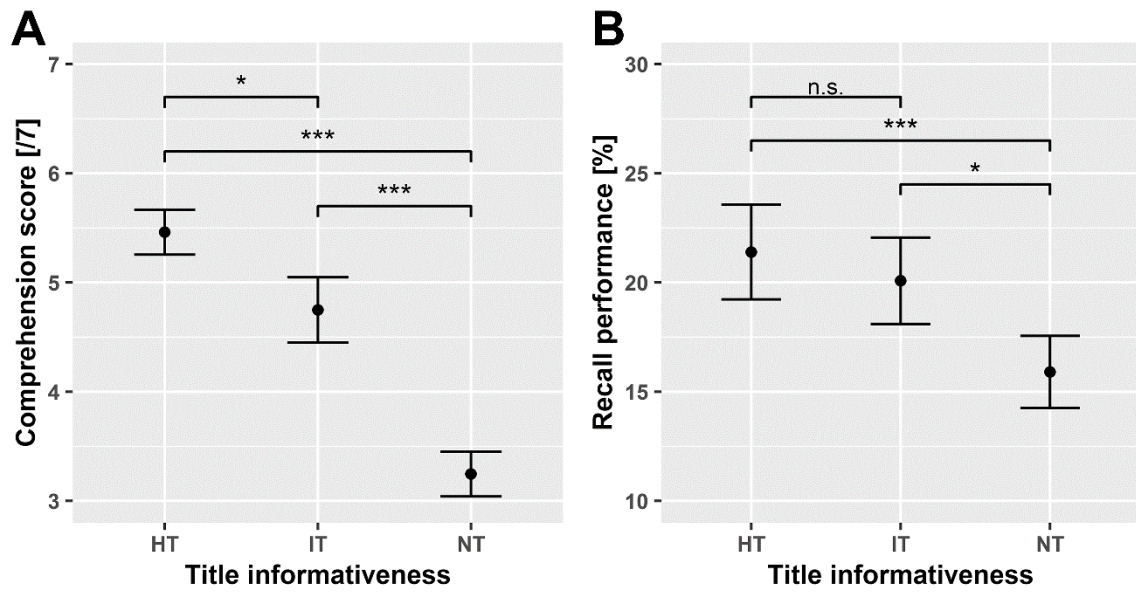 A
Comprehension score [/7]
7
6
5
4
3
*
***
***
HT IT NT
Title informativeness
B
Recall performance [%]
30
25
20
15
10
n.s.
***
*
HT IT NT
Title informativeness